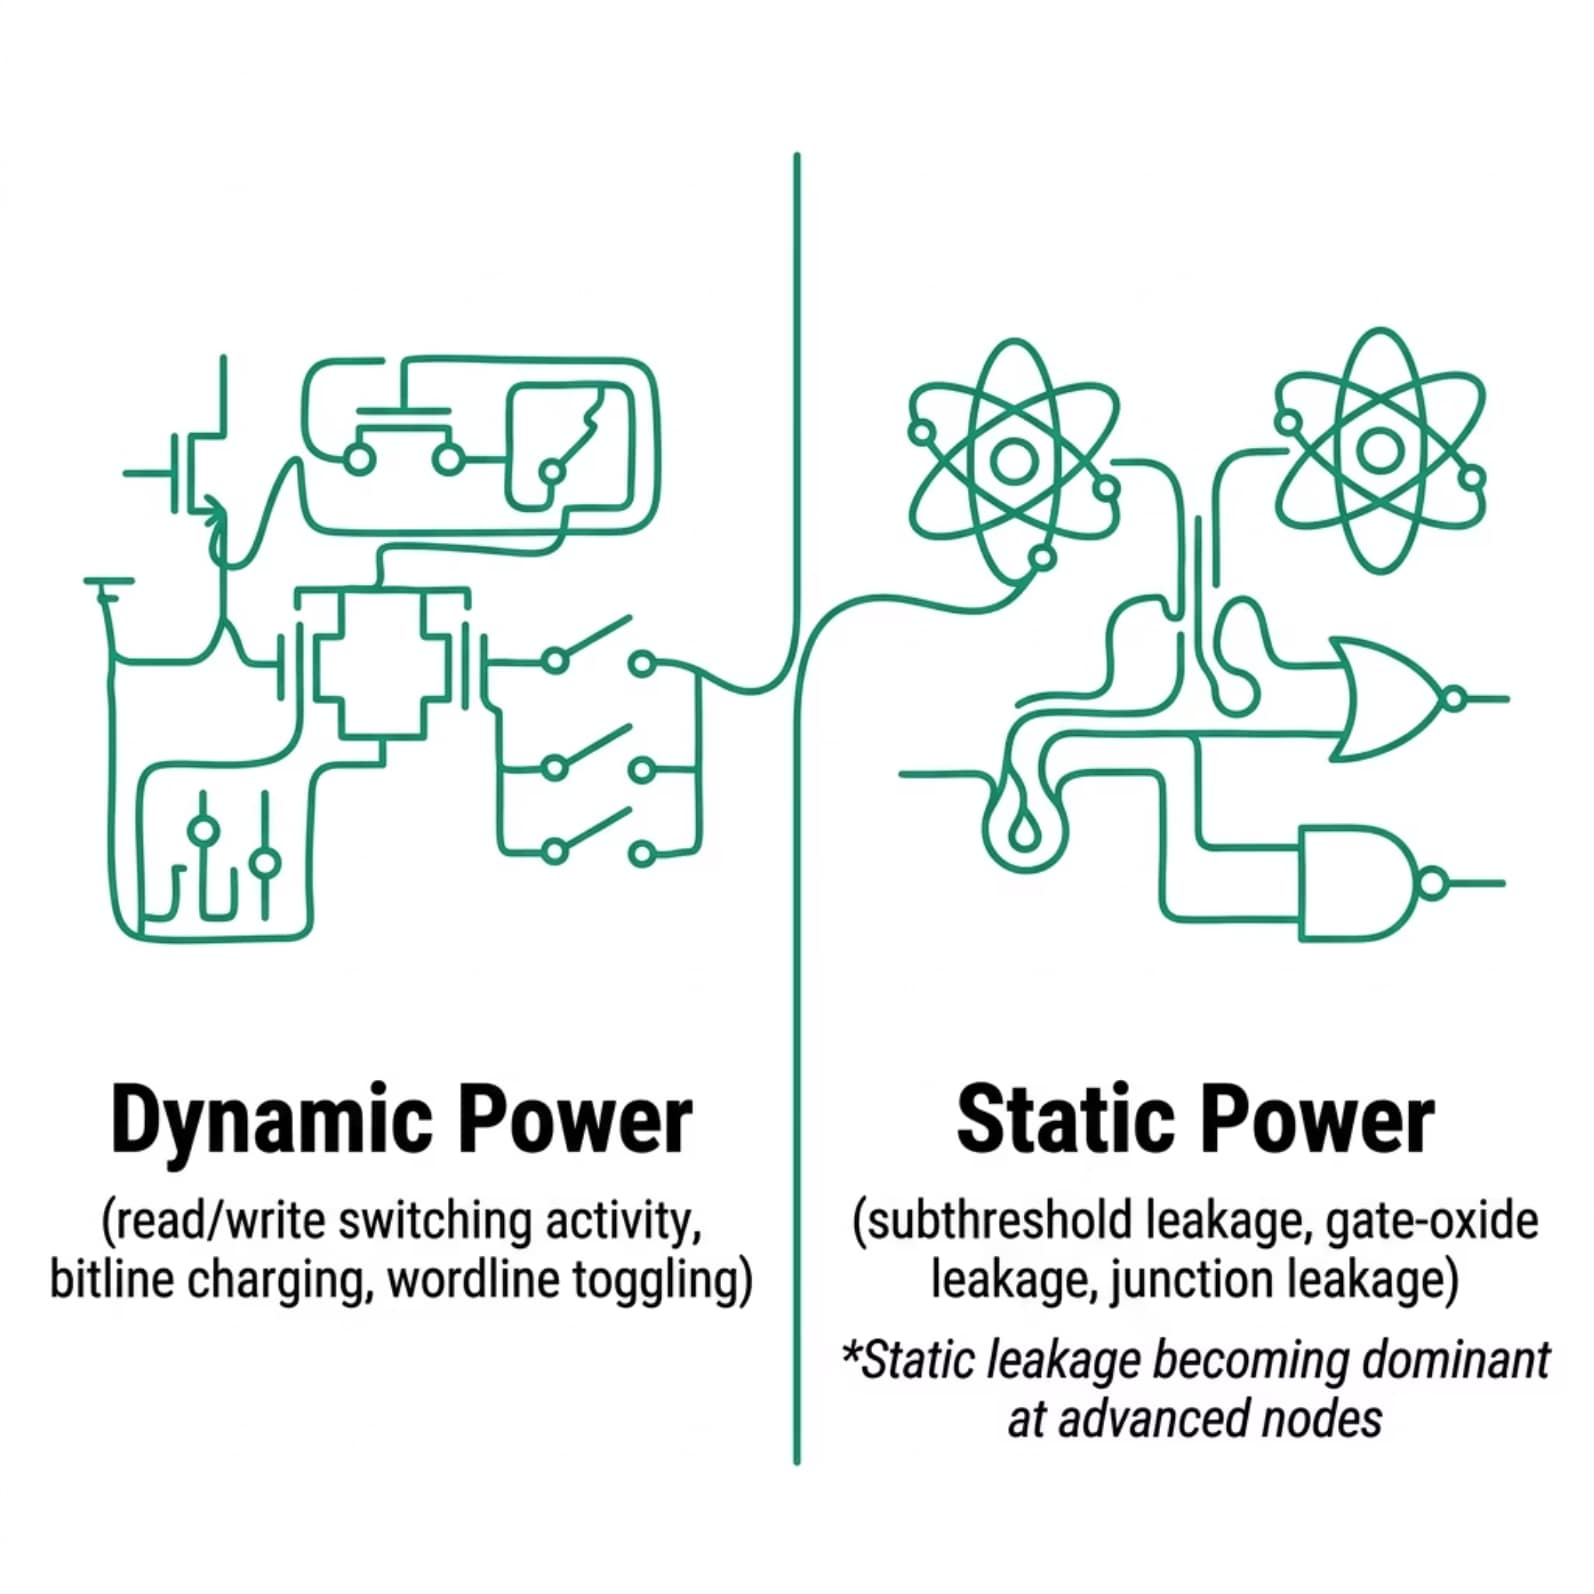 Dynamic Power
(read/write switching activity,
bitline charging, wordline toggling)
Static Power
(subthreshold leakage, gate-oxide
leakage, junction leakage)
*Static leakage becoming dominant
at advanced nodes